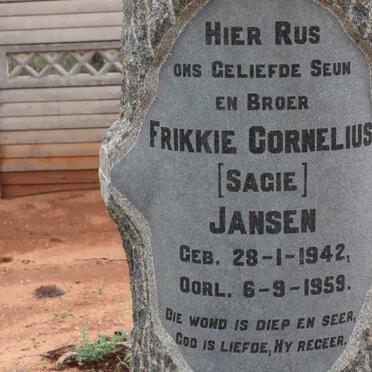 HIER RUS
ONS GELIEFDE SEUN
EN BROER
FRIKKIE CORNELIUS
[SAGIE]
JANSEN
GEB. 28-1-1942,
OORL. 6-9-1959.
DIE WOND IS DIEP EN SEER,
GOD IS LIEFDE, HY REGEER.